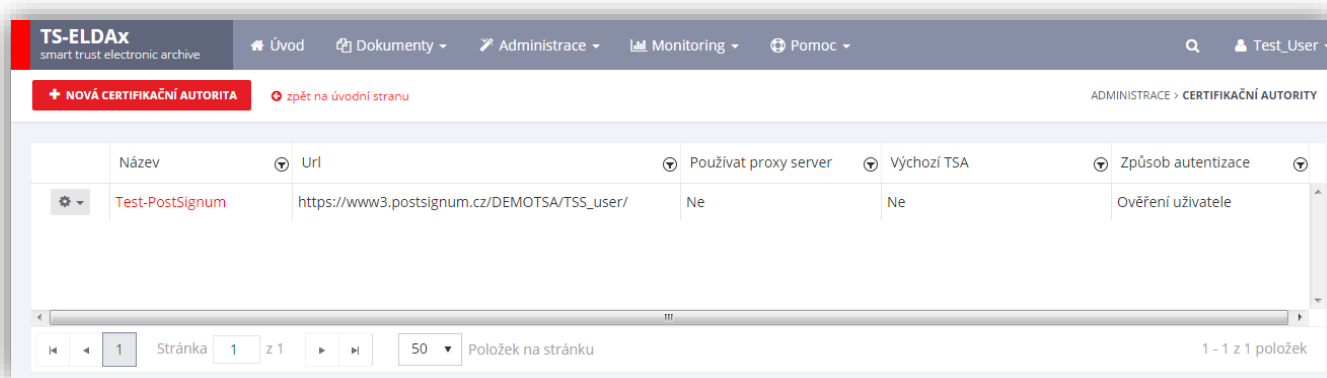 TS-ELDAx
smart trust electronic archive
Úvod Dokumenty Administrace Monitoring Pomoc Test_User
NOVÁ CERTIFIKAČNÍ AUTORITA zpět na úvodní stranu ADMINISTRACE > CERTIFIKAČNÍ AUTORITY
Název Url Používat proxy server Výchozí TSA Způsob autentizace
Test-PostSignum https://www3.postsignum.cz/DEMOTSA/TSS_user/ Ne Ne Ověření uživatele
1 Stránka 1 z 1 50 Položek na stránku 1 - 1 z 1 položek